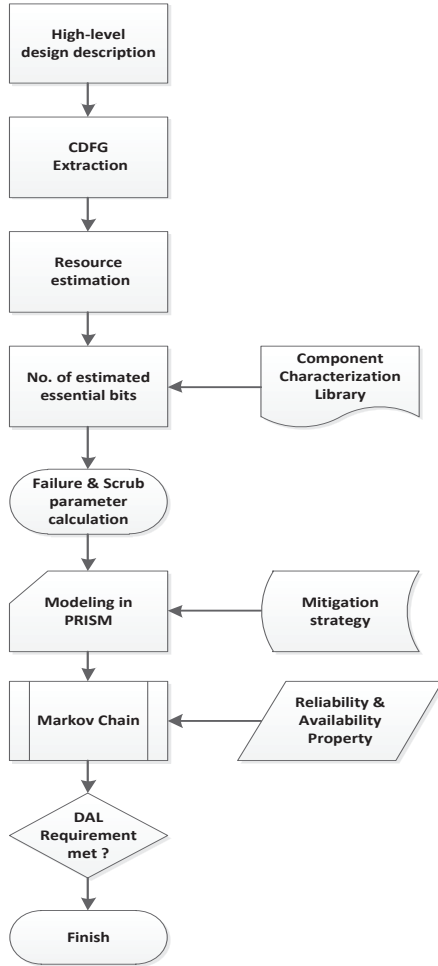 High-level
design description
CDFG
Extraction
Resource
estimation
No. of estimated
essential bits
Component
Characterization
Library
Failure & Scrub
parameter
calculation
Modeling in
PRISM
Mitigation
strategy
Markov Chain
Reliability &
Availability
Property
DAL
Requirement
met ?
Finish